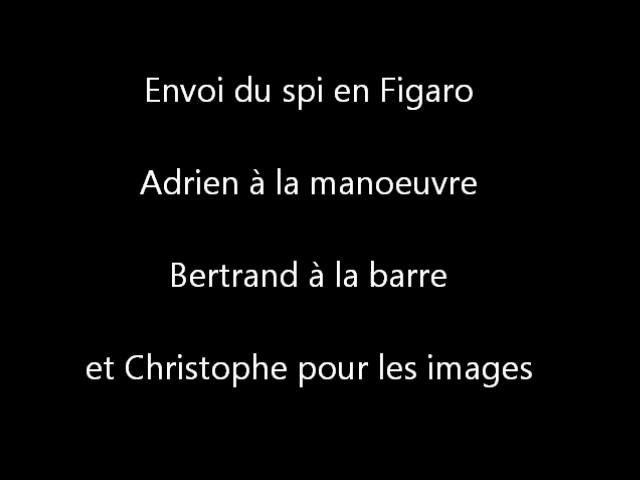 Envoi du spi en Figaro
Adrien à la manoeuvre
Bertrand à la barre
et Christophe pour les images